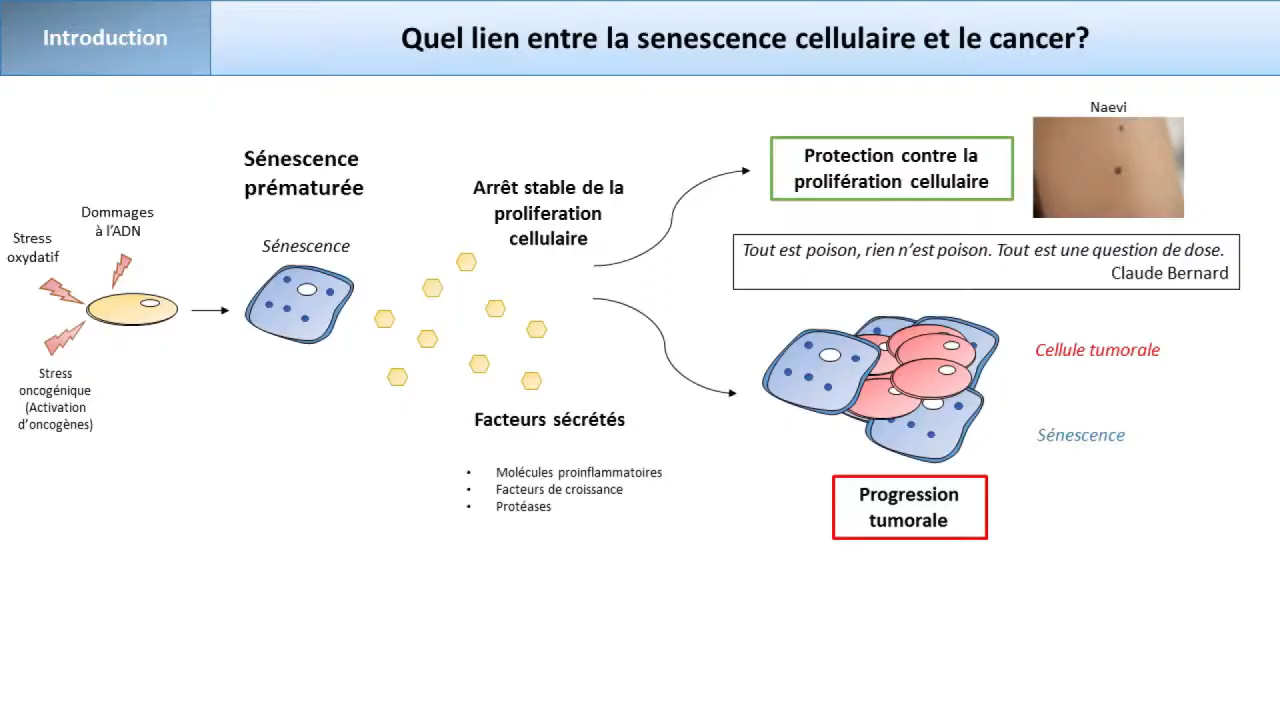 Introduction
Quel lien entre la senescence cellulaire et le cancer?
Naevi
Sénescence
prématurée
Arrêt stable de la
proliferation
cellulaire
Protection contre la
prolifération cellulaire
Dommages
à l'ADN
Stress
oxydatif
Sénescence
Tout est poison, rien n'est poison. Tout est une question de dose.
Claude Bernard
Stress
oncogénique
(Activation
d'oncogènes)
Cellule tumorale
Sénescence
Facteurs sécrétés
• Molécules proinflammatoires
• Facteurs de croissance
• Protéases
Progression
tumorale